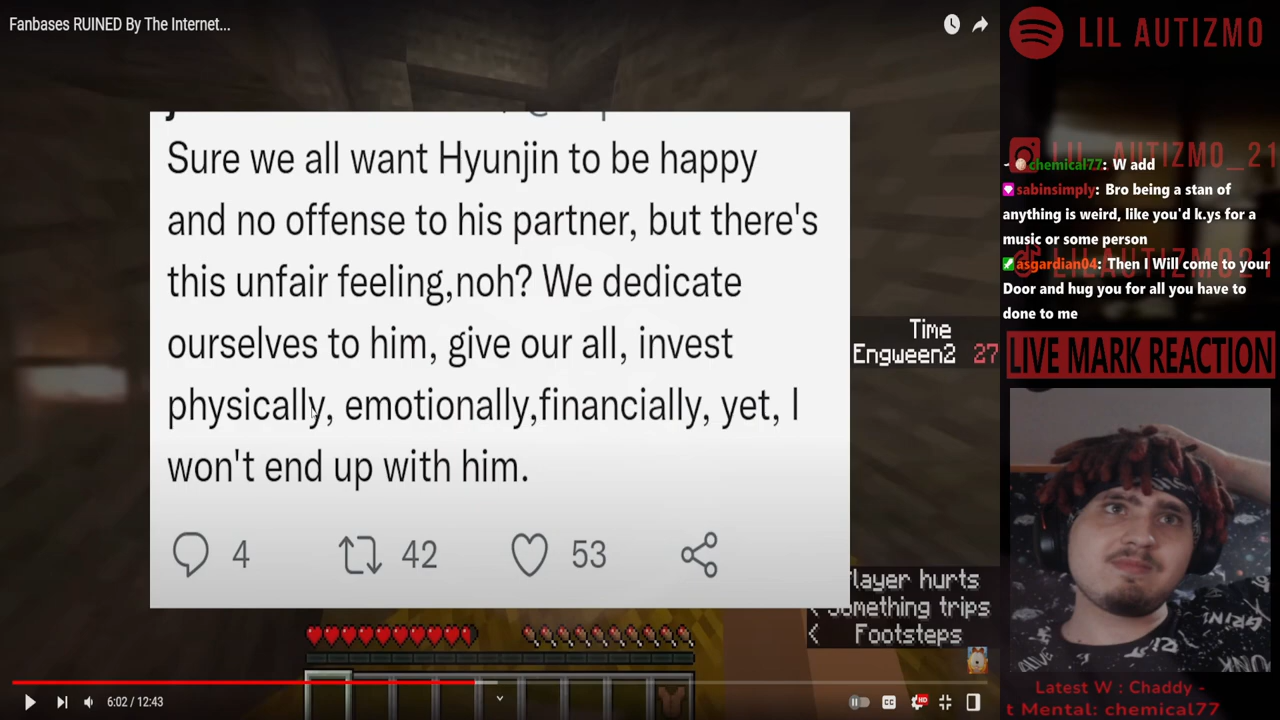 Fanbases RUINED By The Internet...
Sure we all want Hyunjin to be happy
and no offense to his partner, but there's
this unfair feeling,noh? We dedicate
ourselves to him, give our all, invest
physically, emotionally,financially, yet, I
won't end up with him.
4 42 53
Time
Engween2 27
Player hurts
< Something trips
< Footsteps
6:02 / 12:43
CC
HD
LIL AUTIZMO
LIL_AUTIZMO_21
LILAUTIZMO21
chemical77: W add
sabinsimply: Bro being a stan of
anything is weird, like you'd k.ys for a
music or some person
asgardian04: Then I Will come to your
Door and hug you for all you have to
done to me
LIVE MARK REACTION
Latest W : Chaddy -
t Mental: chemical77